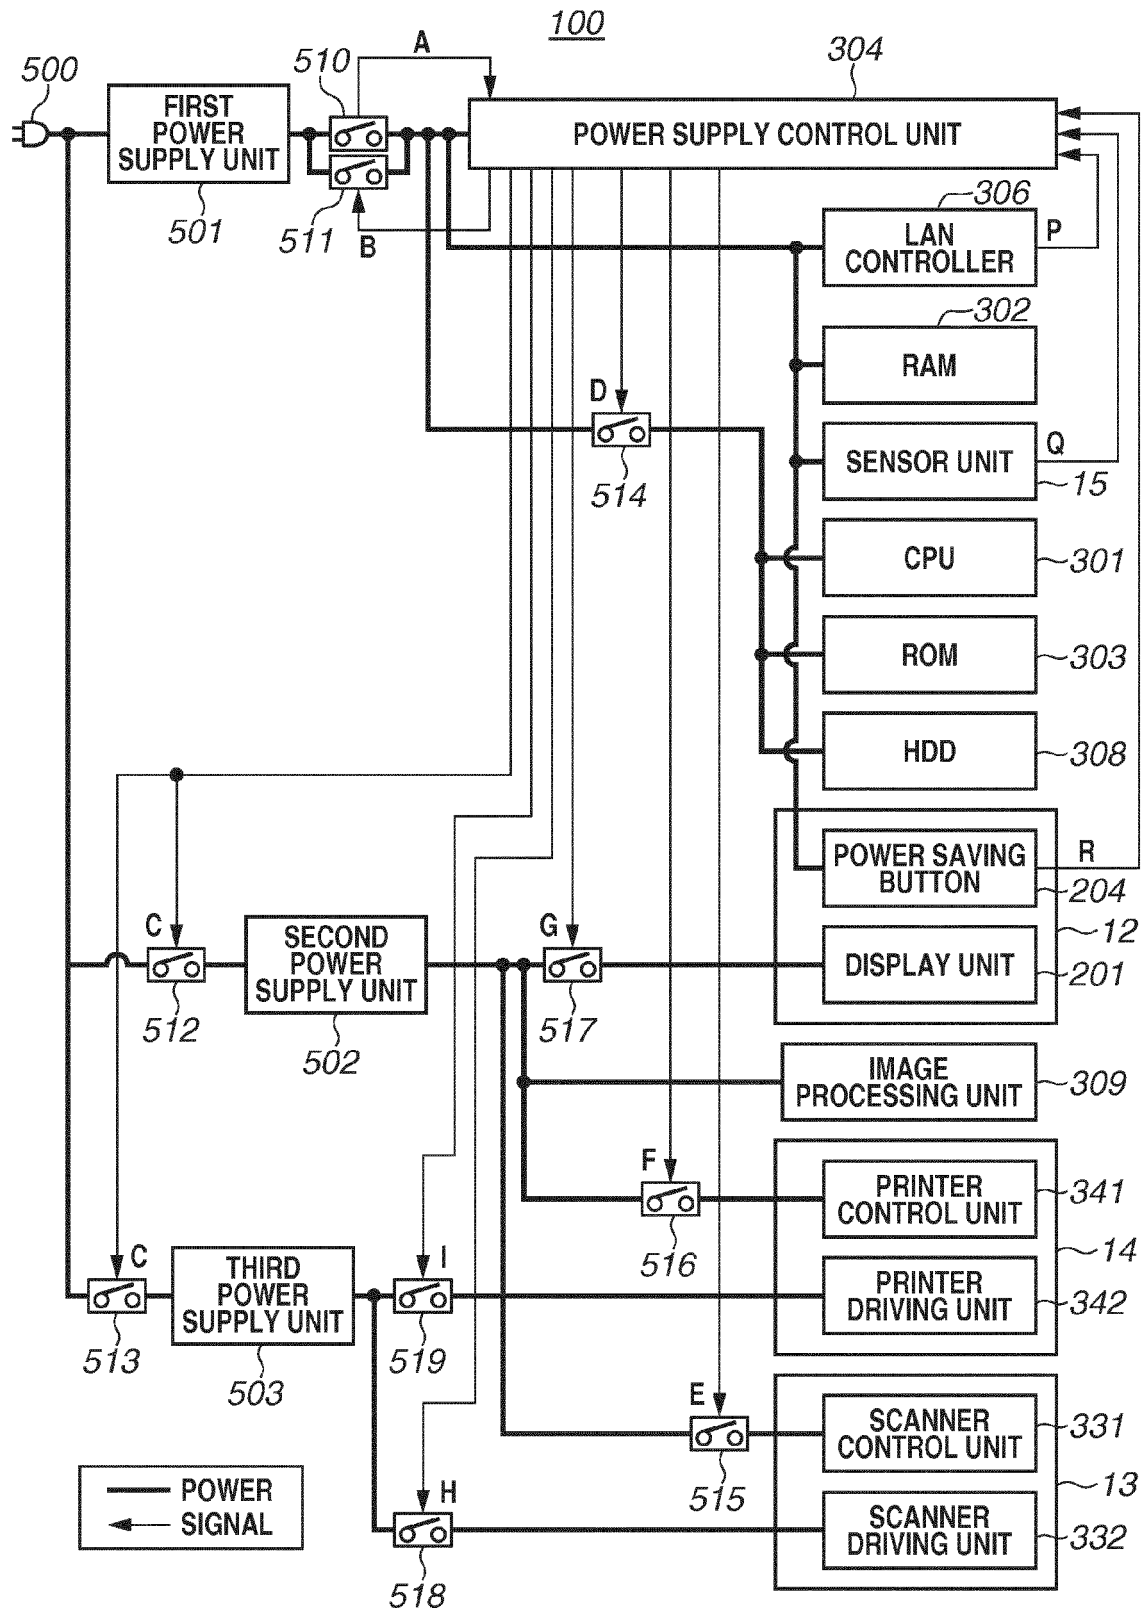 100
500
FIRST
POWER
SUPPLY UNIT
501
510
A
511
B
304
POWER SUPPLY CONTROL UNIT
306
LAN
CONTROLLER
P
302
RAM
D
514
SENSOR UNIT
Q
15
CPU
301
ROM
303
HDD
308
POWER SAVING
BUTTON
R
204
12
DISPLAY UNIT
201
C
512
SECOND
POWER
SUPPLY UNIT
502
G
517
IMAGE
PROCESSING UNIT
309
F
516
PRINTER
CONTROL UNIT
341
14
PRINTER
DRIVING UNIT
342
C
513
THIRD
POWER
SUPPLY UNIT
503
I
519
E
515
SCANNER
CONTROL UNIT
331
13
SCANNER
DRIVING UNIT
332
H
518
POWER
SIGNAL